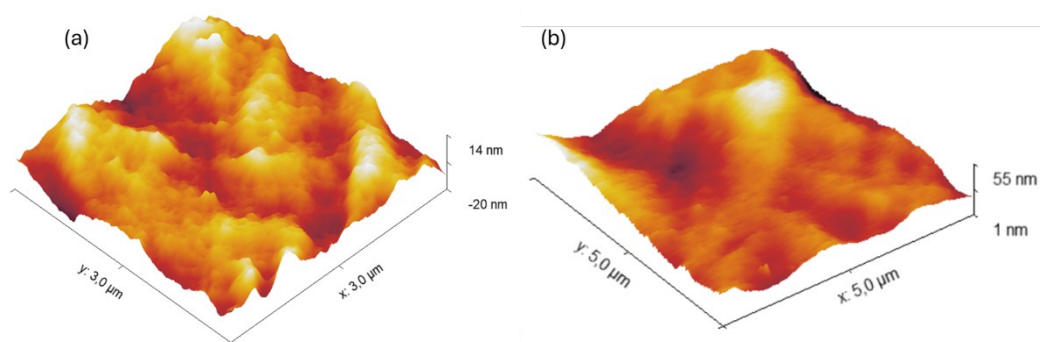 (a)
14 nm
-20 nm
y: 3,0 µm
x: 3,0 µm
(b)
55 nm
1 nm
y: 5,0 µm
x: 5,0 µm